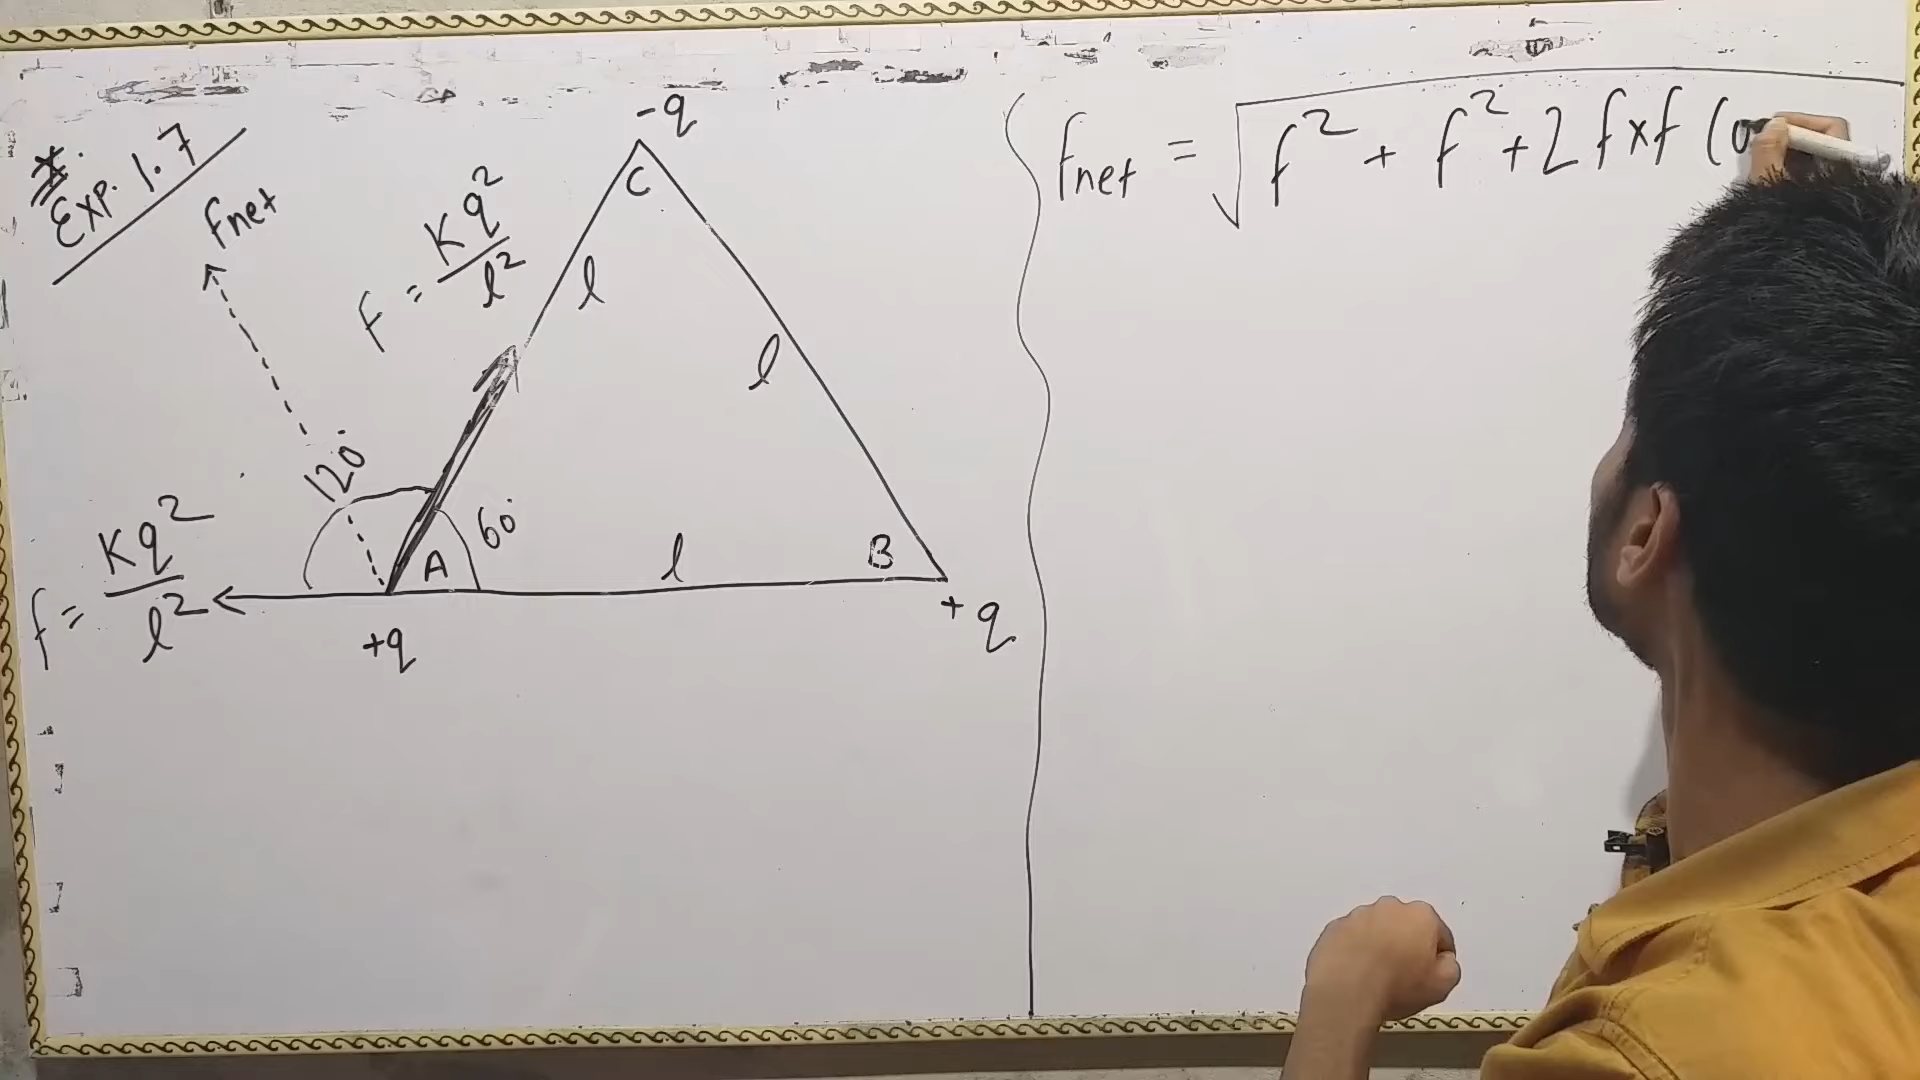 *
Exp. 1.7
Fnet
F = Kq²/l²
-q
C
l
l
120°
60°
A
l
B
f = Kq²/l²
+q
+q
Fnet = √f² + f² + 2 f×f (o